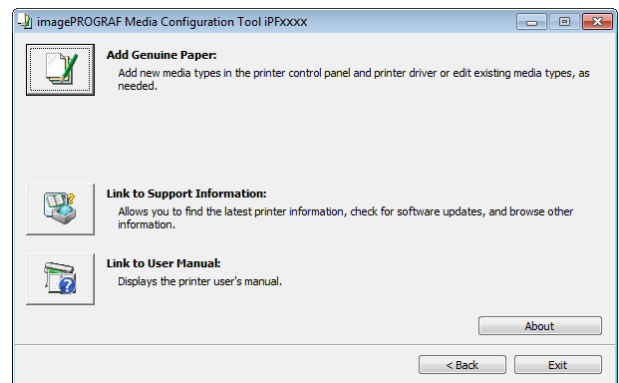 imagePROGRAF Media Configuration Tool iPFxxxx
Add Genuine Paper:
Add new media types in the printer control panel and printer driver or edit existing media types, as
needed.
Link to Support Information:
Allows you to find the latest printer information, check for software updates, and browse other
information.
Link to User Manual:
Displays the printer user's manual.
About
< Back
Exit